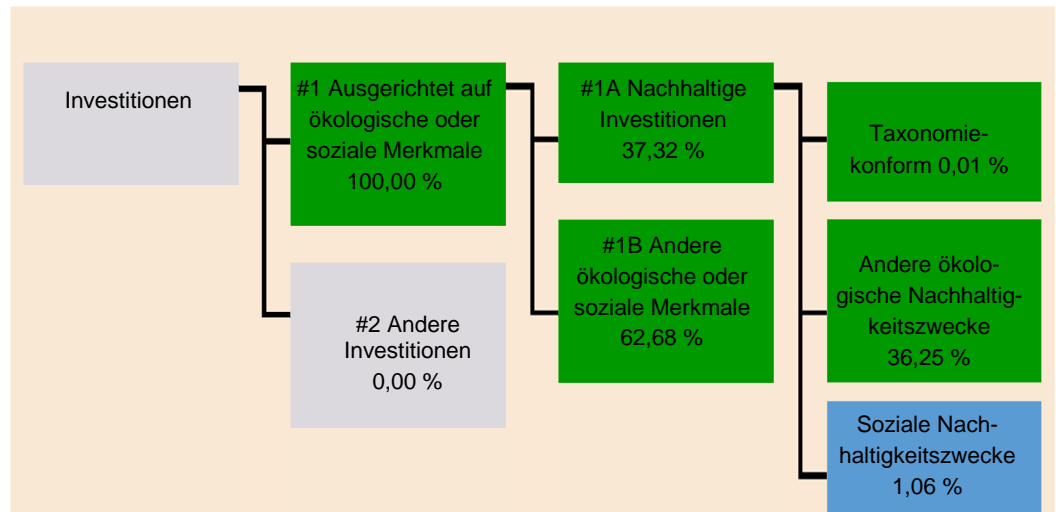 Investitionen
#1 Ausgerichtet auf
ökologische oder
soziale Merkmale
100,00 %
#2 Andere
Investitionen
0,00 %
#1A Nachhaltige
Investitionen
37,32 %
#1B Andere
ökologische oder
soziale Merkmale
62,68 %
Taxonomie-
konform 0,01 %
Andere ökolo-
gische Nachhaltig-
keitszwecke
36,25 %
Soziale Nach-
haltigkeitszwecke
1,06 %